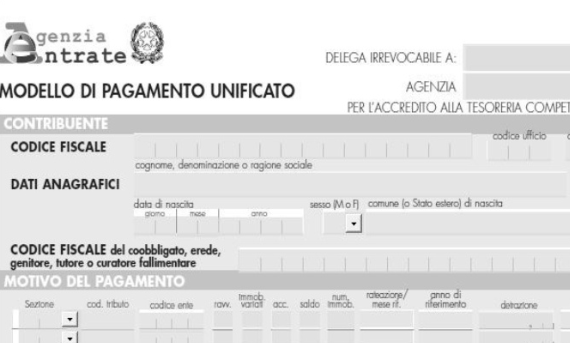 Agenzia
Entrate
DELEGA IRREVOCABILE A:
MODELLO DI PAGAMENTO UNIFICATO
AGENZIA
PER L'ACCREDITO ALLA TESORERIA COMPET
CONTRIBUENTE
CODICE FISCALE
codice ufficio
cognome, denominazione o ragione sociale
DATI ANAGRAFICI
data di nascita
sesso (M o F)
comune (o Stato estero) di nascita
giorno
mese
anno
CODICE FISCALE del coobbligato, erede,
genitore, tutore o curatore fallimentare
MOTIVO DEL PAGAMENTO
Sezione
cod. tributo
codice ente
ravv.
immob. variati
acc.
saldo
num. immob.
rateazione/ mese rif.
anno di riferimento
detrazione